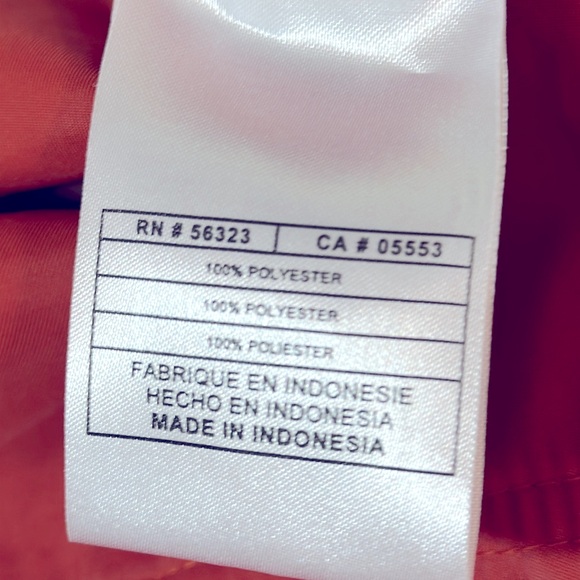 RN # 56323 CA # 05553
100% POLYESTER
100% POLYESTER
100% POLIESTER
FABRIQUE EN INDONESIE
HECHO EN INDONESIA
MADE IN INDONESIA